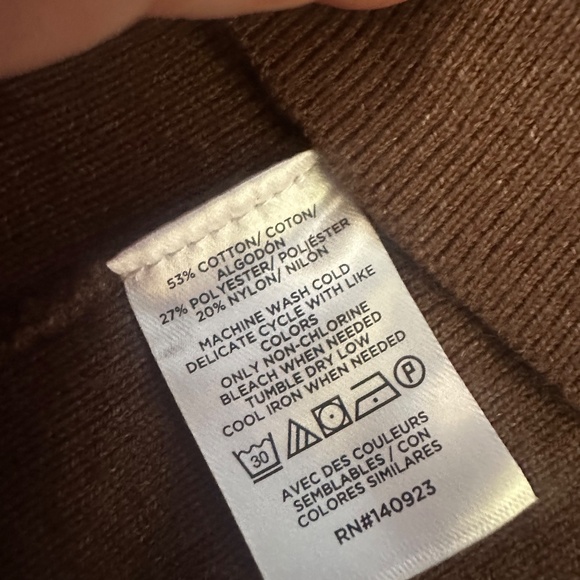 53% COTTON/ COTON/
ALGODÓN
27% POLYESTER/ POLIÉSTER
20% NYLON/ NILÓN
MACHINE WASH COLD
DELICATE CYCLE WITH LIKE
COLORS
ONLY NON-CHLORINE
BLEACH WHEN NEEDED
TUMBLE DRY LOW
COOL IRON WHEN NEEDED
30 P
AVEC DES COULEURS
SEMBLABLES / CON
COLORES SIMILARES
RN#140923